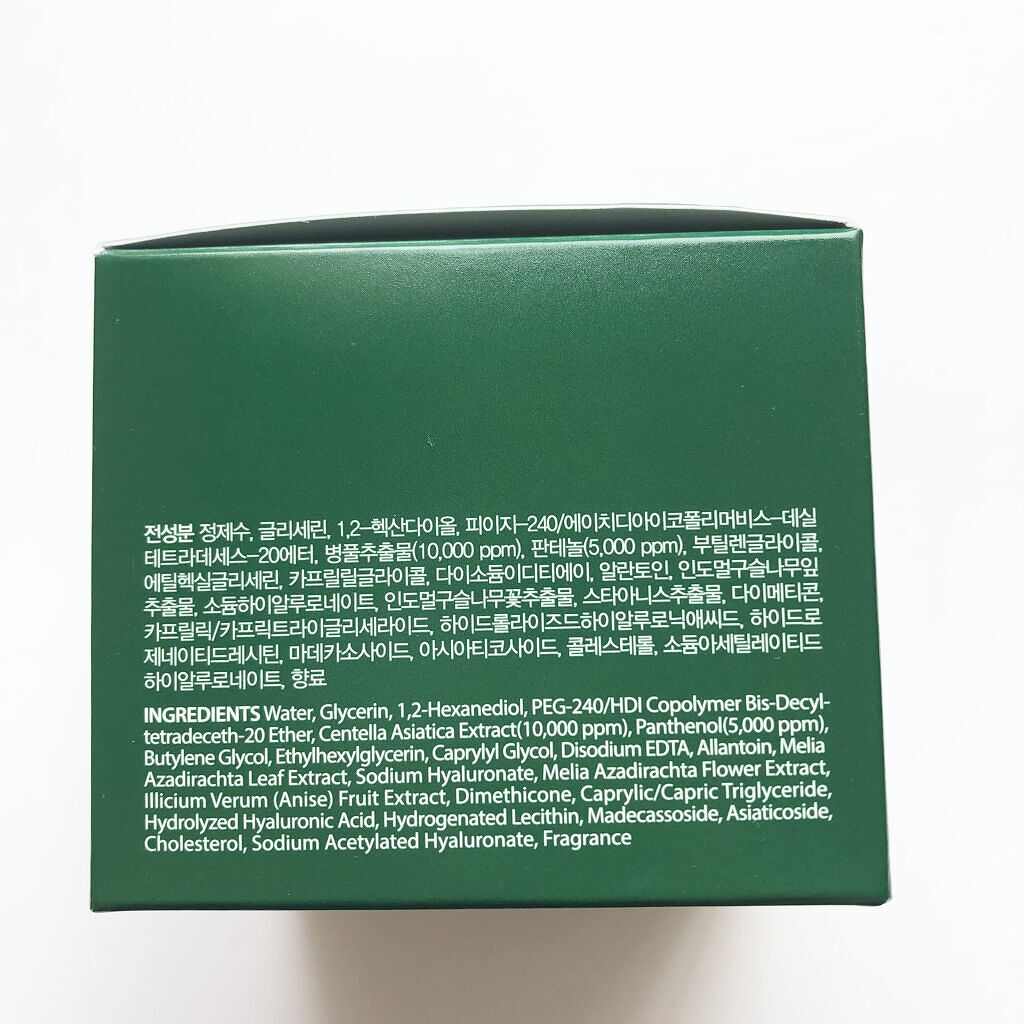 전성분 정제수, 글리세린, 1,2-헥산다이올, 피이지-240/에이치디아이코폴리머비스-데실
테트라데세스-20에터, 병풀추출물(10,000 ppm), 판테놀(5,000 ppm), 부틸렌글라이콜,
에틸헥실글리세린, 카프릴릴글라이콜, 다이소듐이디티에이, 알란토인, 인도멀구슬나무잎
추출물, 소듐하이알루로네이트, 인도멀구슬나무꽃추출물, 스타아니스추출물, 다이메티콘,
카프릴릭/카프릭트라이글리세라이드, 하이드롤라이즈드하이알루로닉애씨드, 하이드로
제네이티드레시틴, 마데카소사이드, 아시아티코사이드, 콜레스테롤, 소듐아세틸레이티드
하이알루로네이트, 향료
INGREDIENTS Water, Glycerin, 1,2-Hexanediol, PEG-240/HDI Copolymer Bis-Decyl-
tetradeceth-20 Ether, Centella Asiatica Extract(10,000 ppm), Panthenol(5,000 ppm),
Butylene Glycol, Ethylhexylglycerin, Caprylyl Glycol, Disodium EDTA, Allantoin, Melia
Azadirachta Leaf Extract, Sodium Hyaluronate, Melia Azadirachta Flower Extract,
Illicium Verum (Anise) Fruit Extract, Dimethicone, Caprylic/Capric Triglyceride,
Hydrolyzed Hyaluronic Acid, Hydrogenated Lecithin, Madecassoside, Asiaticoside,
Cholesterol, Sodium Acetylated Hyaluronate, Fragrance